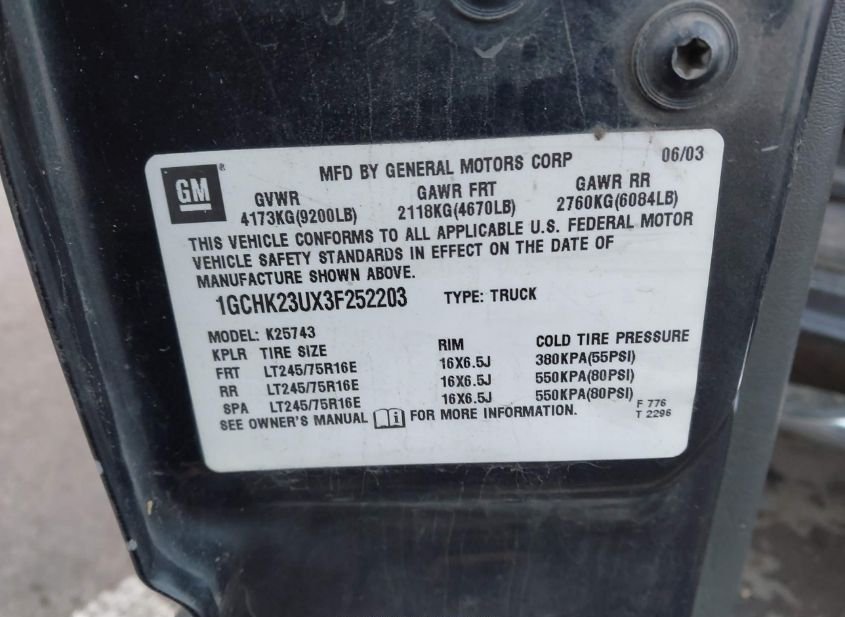 GM®
MFD BY GENERAL MOTORS CORP 06/03
GVWR GAWR FRT GAWR RR
4173KG(9200LB) 2118KG(4670LB) 2760KG(6084LB)
THIS VEHICLE CONFORMS TO ALL APPLICABLE U.S. FEDERAL MOTOR
VEHICLE SAFETY STANDARDS IN EFFECT ON THE DATE OF
MANUFACTURE SHOWN ABOVE.
1GCHK23UX3F252203 TYPE: TRUCK
MODEL: K25743
KPLR TIRE SIZE RIM COLD TIRE PRESSURE
FRT LT245/75R16E 16X6.5J 380KPA(55PSI)
RR LT245/75R16E 16X6.5J 550KPA(80PSI)
SPA LT245/75R16E 16X6.5J 550KPA(80PSI)
SEE OWNER'S MANUAL FOR MORE INFORMATION.
F 776
T 2296